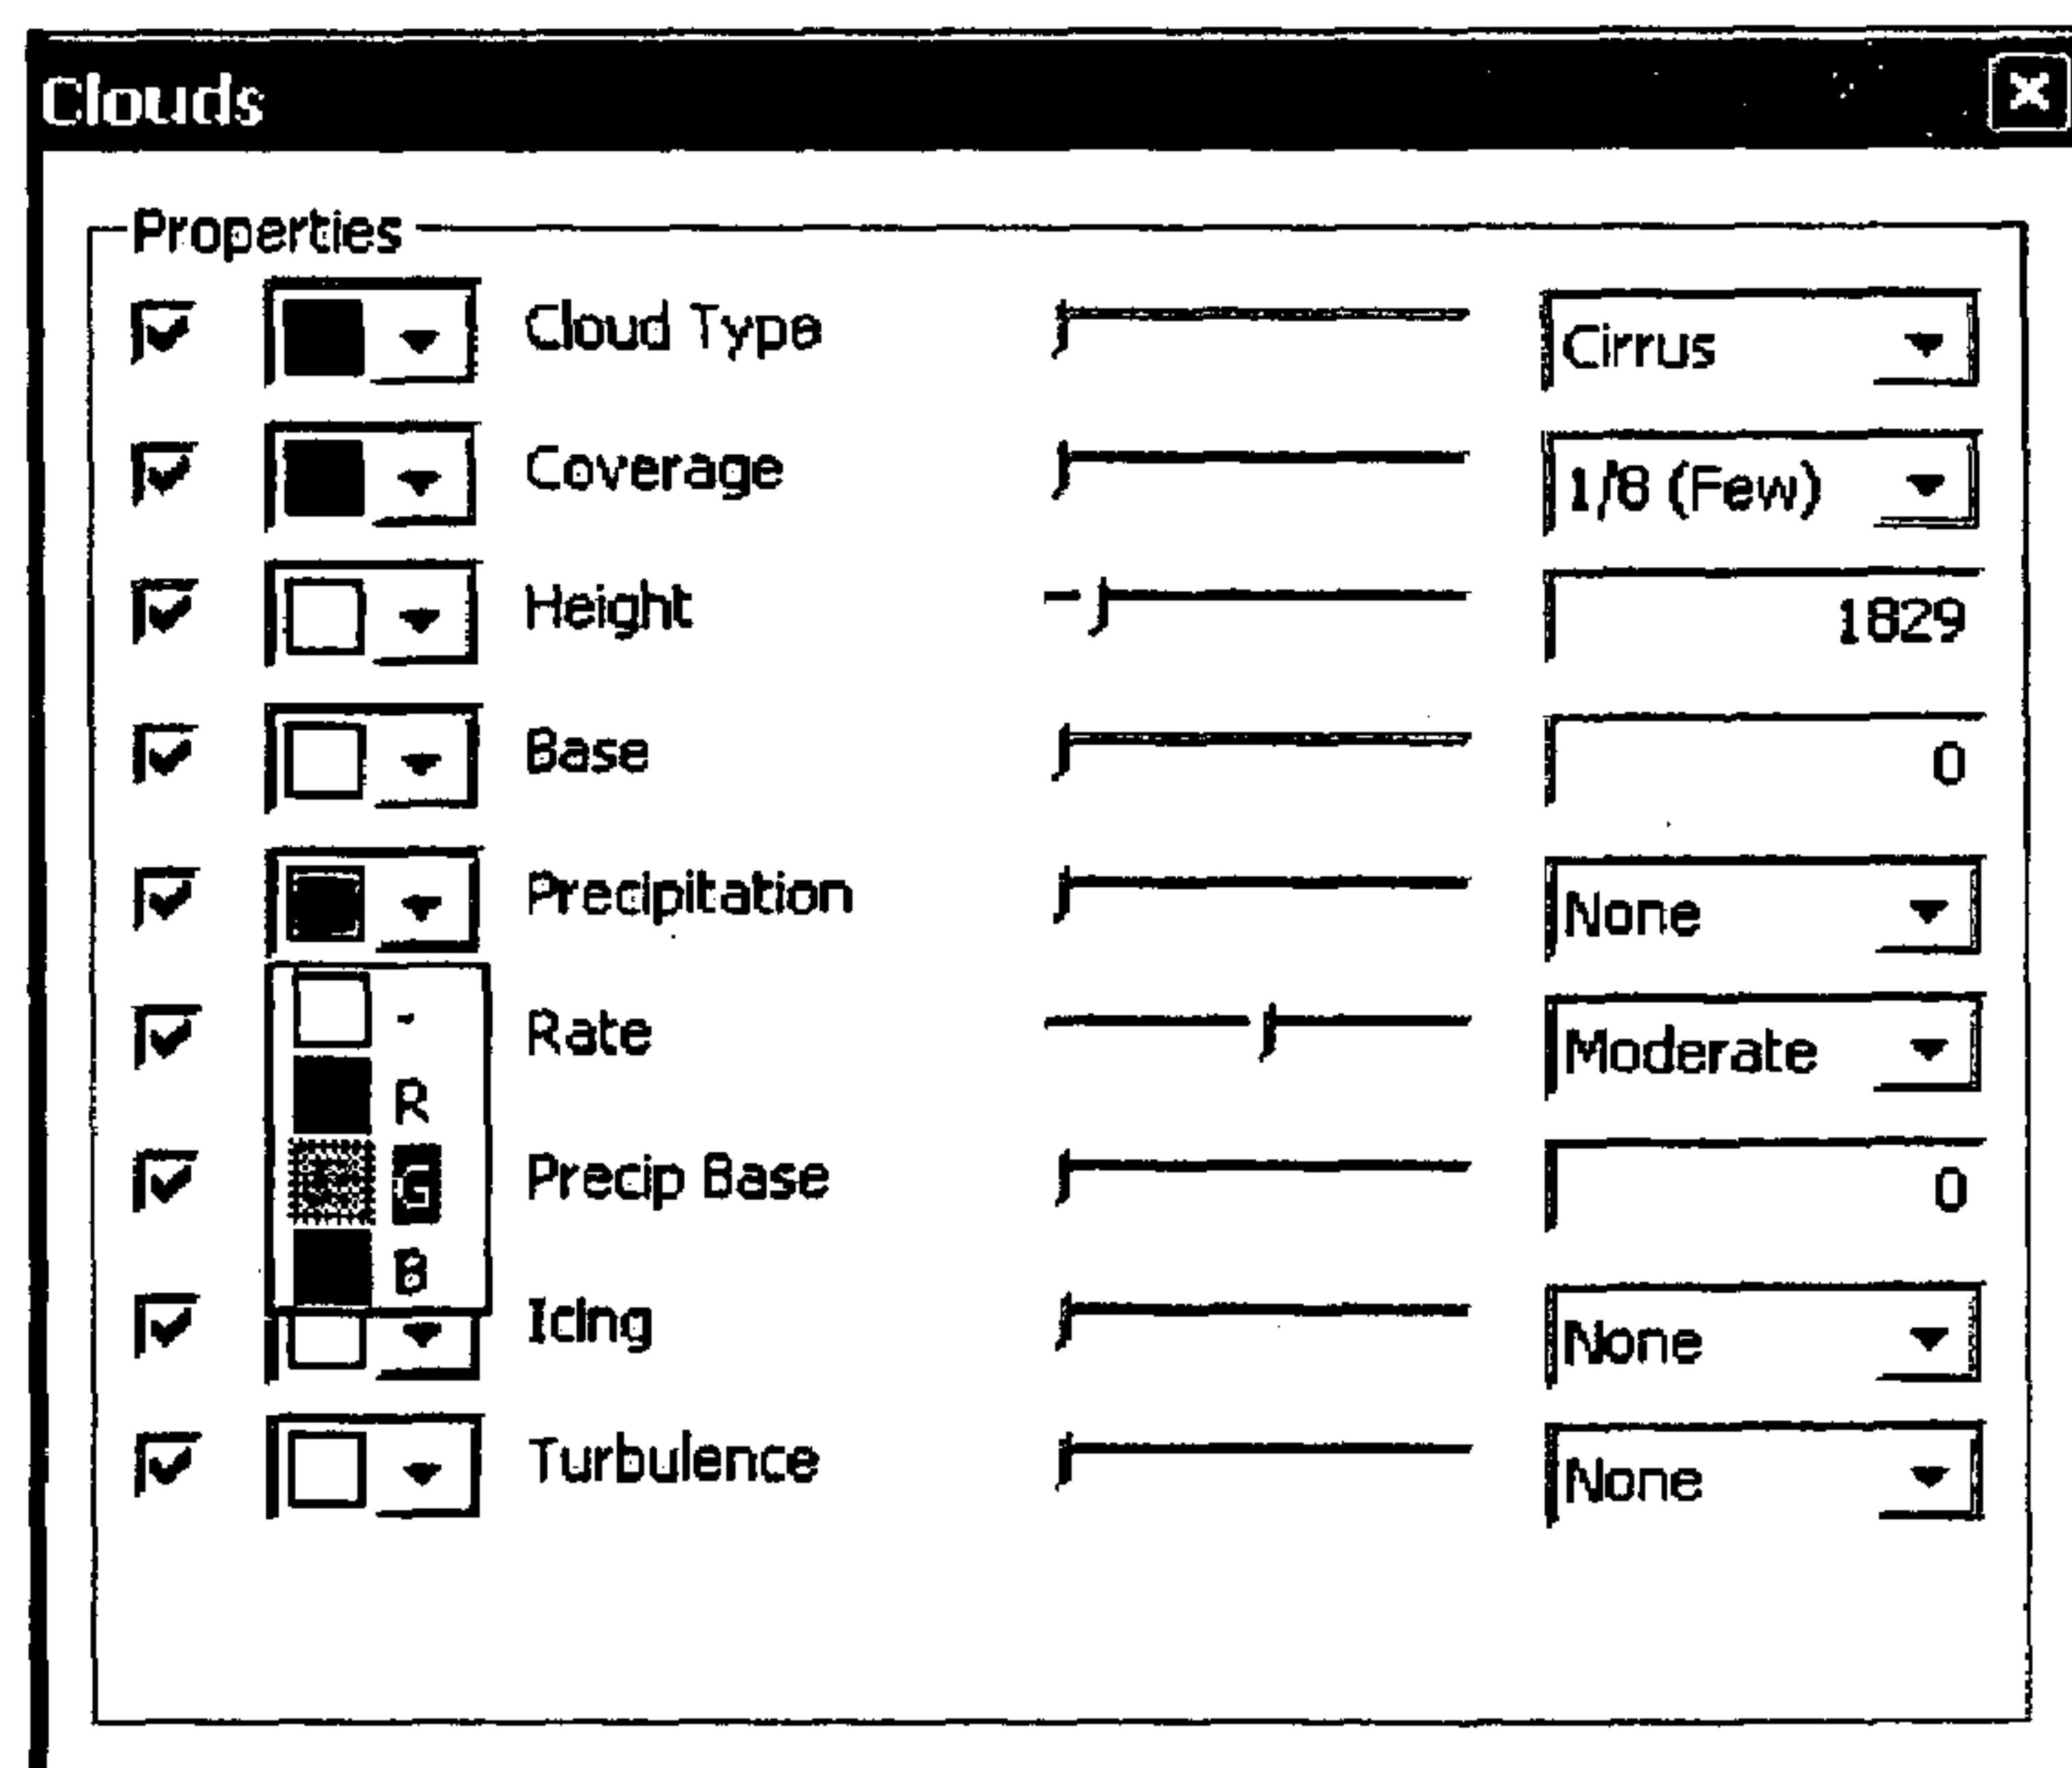 Clouds
Properties
Cloud Type Cirrus
Coverage 1/8 (Few)
Height 1829
Base 0
Precipitation None
-
Rate Moderate
R
G
Precip Base 0
B
Icing None
Turbulence None